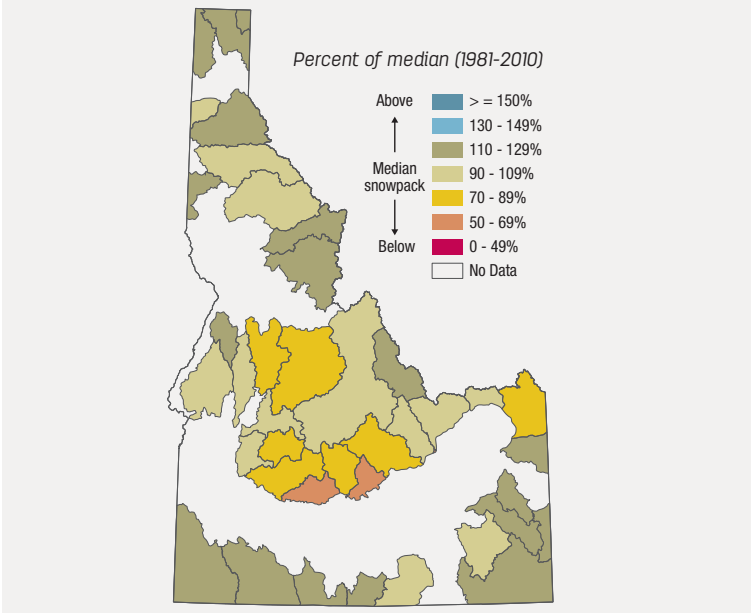 Percent of median (1981-2010)
Above
> = 150%
130 - 149%
110 - 129%
Median
snowpack
90 - 109%
70 - 89%
50 - 69%
Below
0 - 49%
No Data